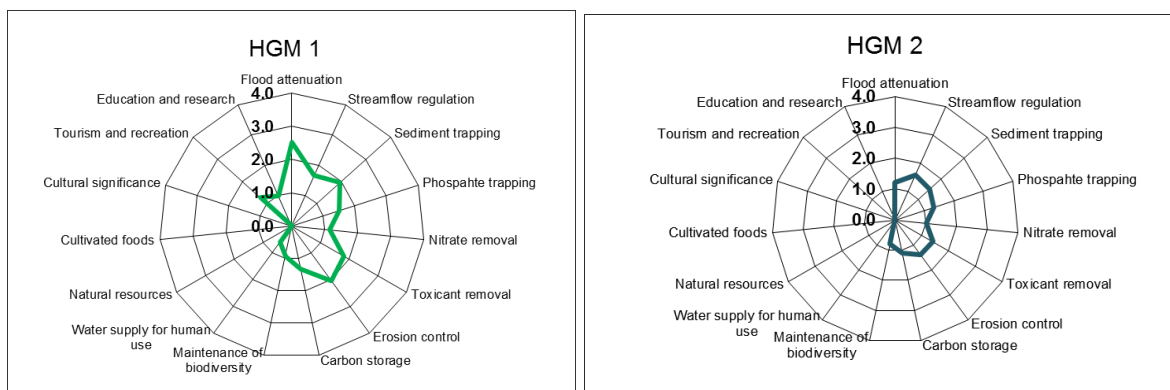 HGM 1
Flood attenuation
4.0
Streamflow regulation
Education and research
3.0
Sediment trapping
Tourism and recreation
2.0
Cultural significance
Phospahte trapping
1.0
0.0
Cultivated foods
Nitrate removal
Natural resources
Toxicant removal
Water supply for human
use
Erosion control
Maintenance of
biodiversity
Carbon storage
HGM 2
Flood attenuation
4.0
Streamflow regulation
Education and research
3.0
Sediment trapping
Tourism and recreation
2.0
Cultural significance
Phospahte trapping
1.0
0.0
Cultivated foods
Nitrate removal
Natural resources
Toxicant removal
Water supply for human
use
Erosion control
Maintenance of
biodiversity
Carbon storage